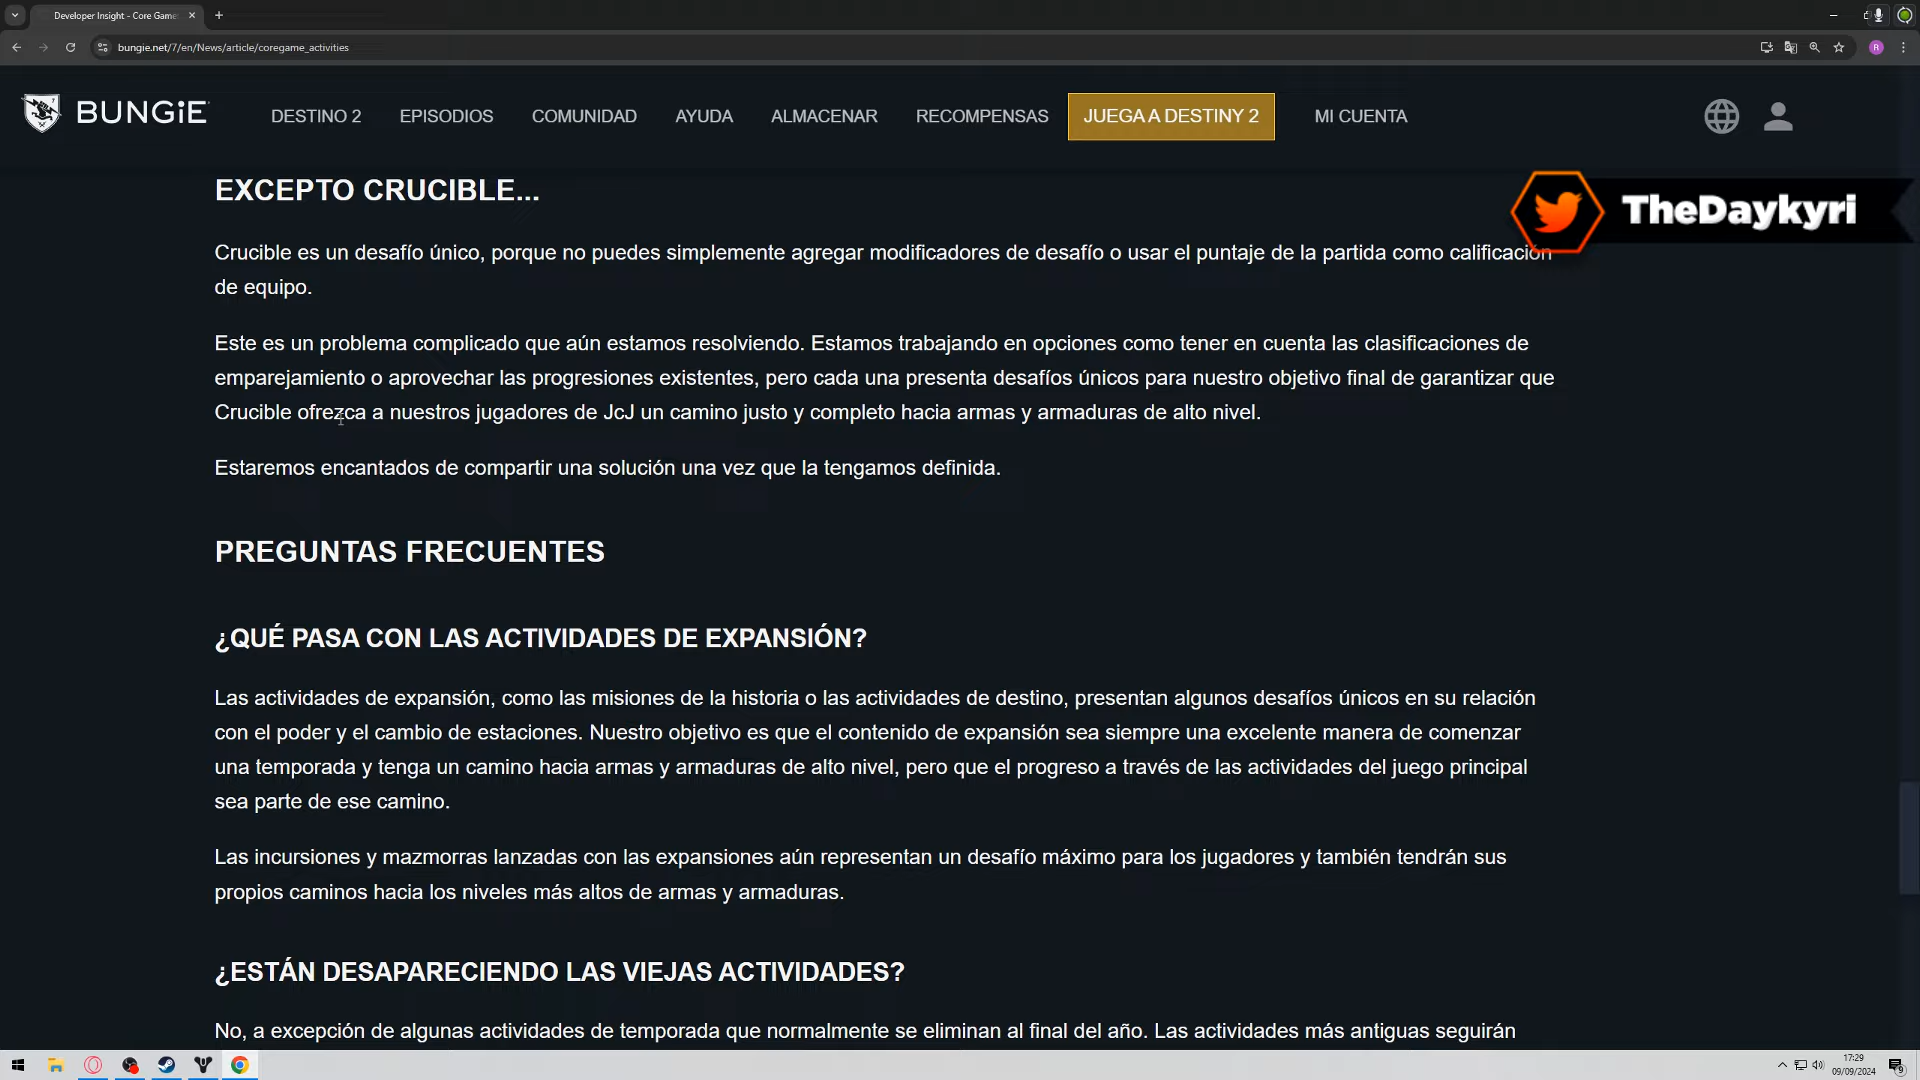 Developer Insight - Core Game
bungie.net/7/en/News/article/coregame_activities
BUNGiE
DESTINO 2
EPISODIOS
COMUNIDAD
AYUDA
ALMACENAR
RECOMPENSAS
JUEGA A DESTINY 2
MI CUENTA
EXCEPTO CRUCIBLE...
TheDaykyri
Crucible es un desafío único, porque no puedes simplemente agregar modificadores de desafío o usar el puntaje de la partida como calificación
de equipo.
Este es un problema complicado que aún estamos resolviendo. Estamos trabajando en opciones como tener en cuenta las clasificaciones de
emparejamiento o aprovechar las progresiones existentes, pero cada una presenta desafíos únicos para nuestro objetivo final de garantizar que
Crucible ofrezca a nuestros jugadores de JcJ un camino justo y completo hacia armas y armaduras de alto nivel.
Estaremos encantados de compartir una solución una vez que la tengamos definida.
PREGUNTAS FRECUENTES
¿QUÉ PASA CON LAS ACTIVIDADES DE EXPANSIÓN?
Las actividades de expansión, como las misiones de la historia o las actividades de destino, presentan algunos desafíos únicos en su relación
con el poder y el cambio de estaciones. Nuestro objetivo es que el contenido de expansión sea siempre una excelente manera de comenzar
una temporada y tenga un camino hacia armas y armaduras de alto nivel, pero que el progreso a través de las actividades del juego principal
sea parte de ese camino.
Las incursiones y mazmorras lanzadas con las expansiones aún representan un desafío máximo para los jugadores y también tendrán sus
propios caminos hacia los niveles más altos de armas y armaduras.
¿ESTÁN DESAPARECIENDO LAS VIEJAS ACTIVIDADES?
No, a excepción de algunas actividades de temporada que normalmente se eliminan al final del año. Las actividades más antiguas seguirán
17:29
09/09/2024